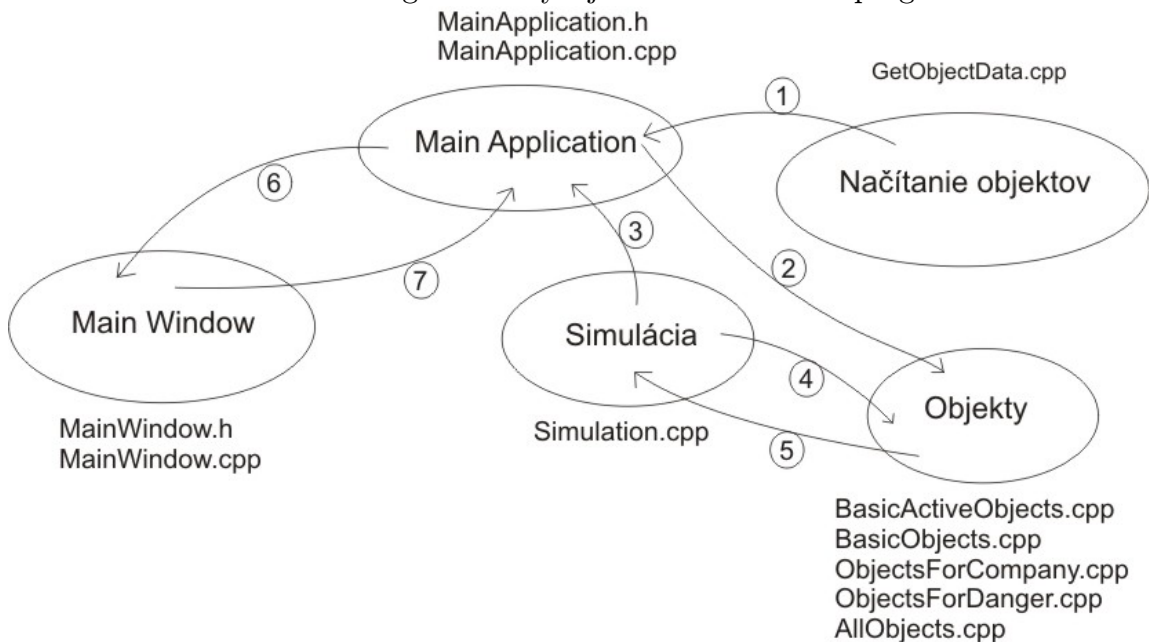 MainApplication.h
MainApplication.cpp
GetObjectData.cpp
1
Main Application
Načítanie objektov
6
3
2
7
Main Window
Simulácia
4
Objekty
MainWindow.h
MainWindow.cpp
Simulation.cpp
5
BasicActiveObjects.cpp
BasicObjects.cpp
ObjectsForCompany.cpp
ObjectsForDanger.cpp
AllObjects.cpp